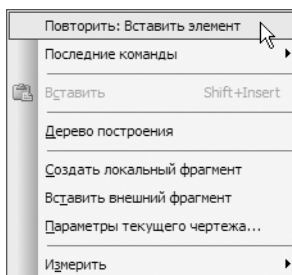 Повторить: Вставить элемент
Последние команды
Вставить Shift+Insert
Дерево построения
Создать локальный фрагмент
Вставить внешний фрагмент
Параметры текущего чертежа...
Измерить